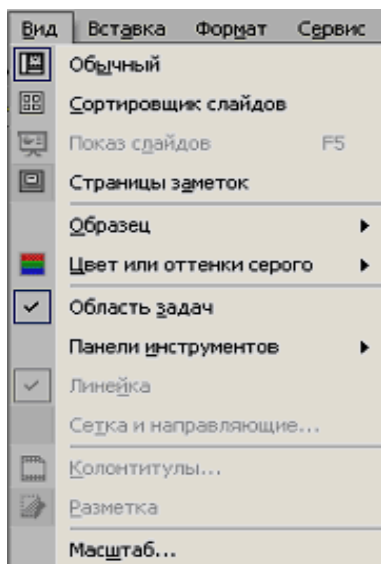 Вид Вставка Формат Сервис
Обычный
Сортировщик слайдов
Показ слайдов F5
Страницы заметок
Образец
Цвет или оттенки серого
Область задач
Панели инструментов
Линейка
Сетка и направляющие...
Колонтитулы...
Разметка
Масштаб...